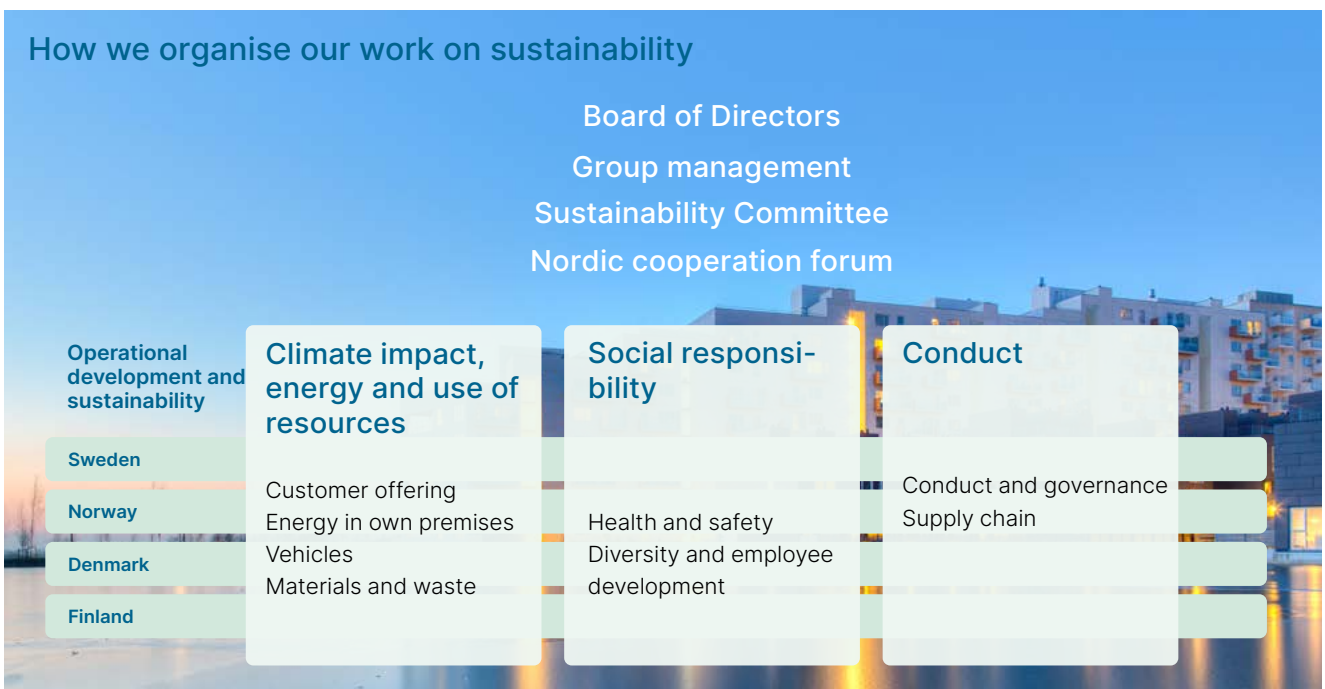 How we organise our work on sustainability
Board of Directors
Group management
Sustainability Committee
Nordic cooperation forum
Operational
development and
sustainability
Sweden
Norway
Denmark
Finland
Climate impact,
energy and use of
resources
Customer offering
Energy in own premises
Vehicles
Materials and waste
Social responsi-
bility
Health and safety
Diversity and employee
development
Conduct
Conduct and governance
Supply chain